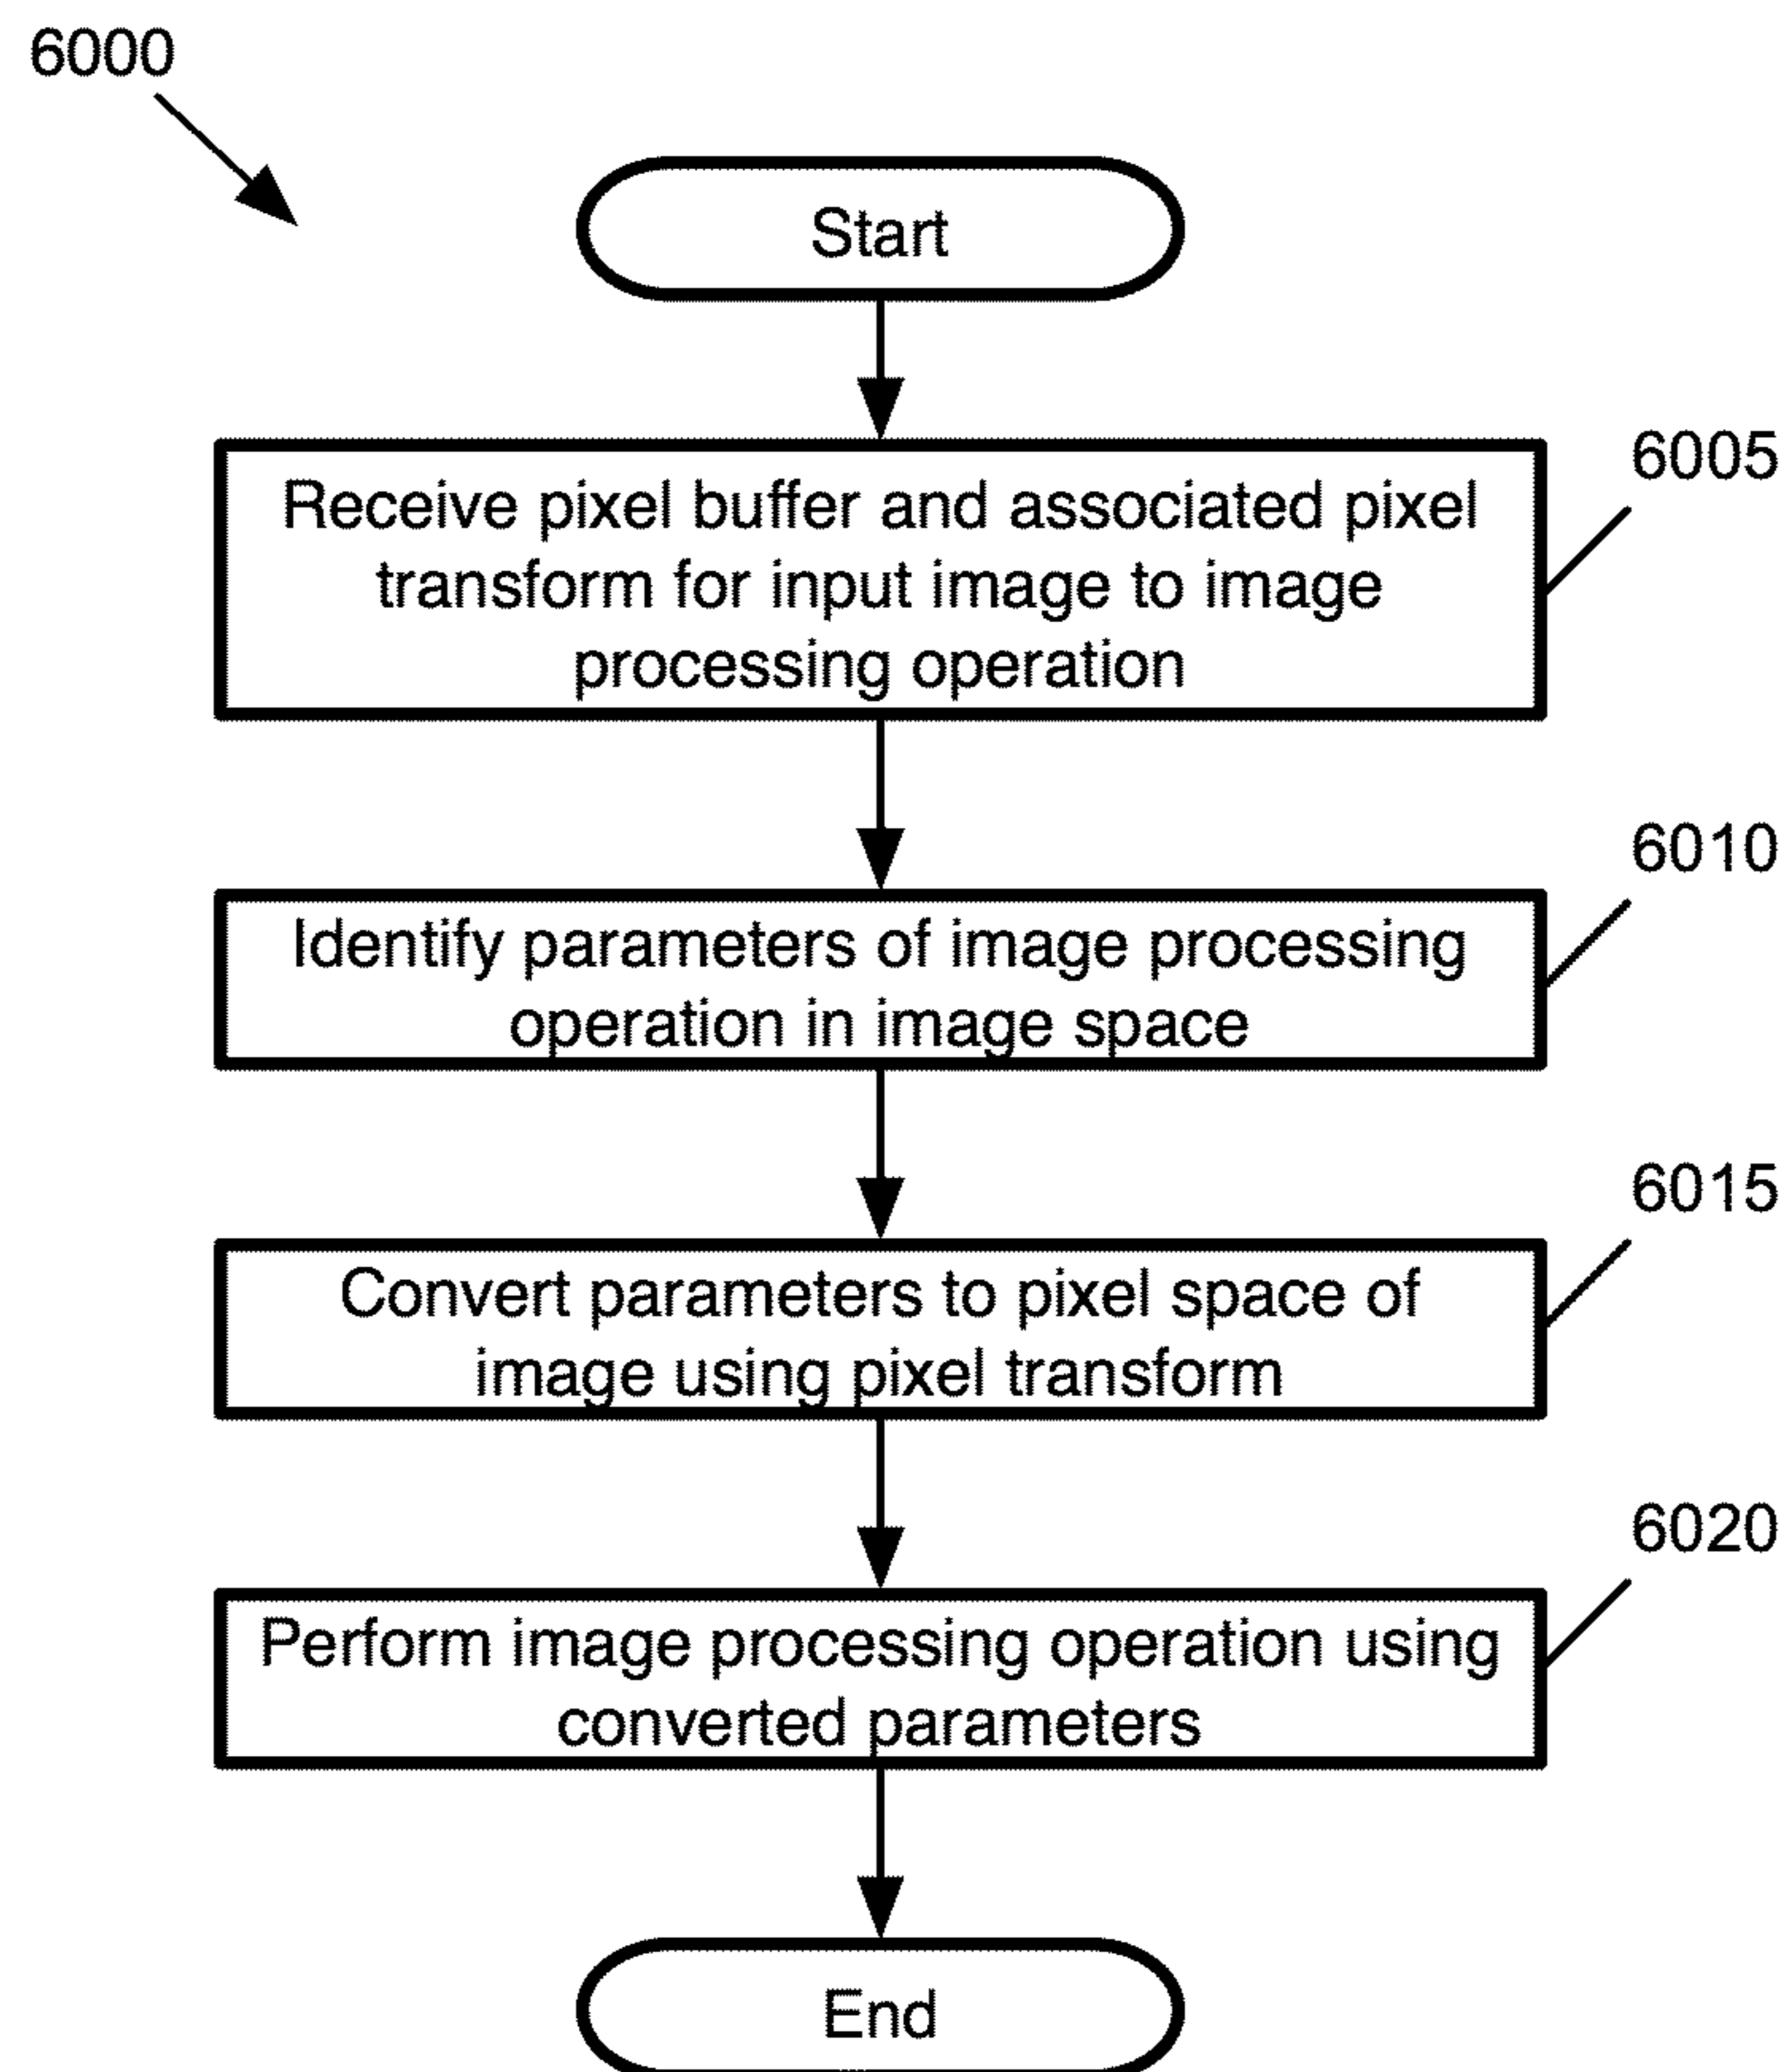 6000
Start
6005
Receive pixel buffer and associated pixel
transform for input image to image
processing operation
6010
Identify parameters of image processing
operation in image space
6015
Convert parameters to pixel space of
image using pixel transform
6020
Perform image processing operation using
converted parameters
End